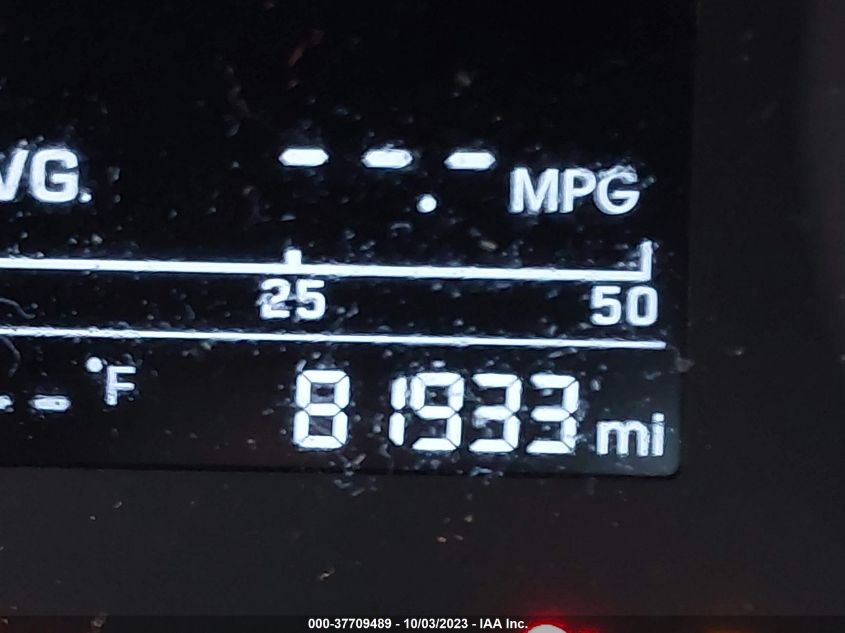 VG. --.- MPG
25 50
-- °F 81933 mi
000-37709489 - 10/03/2023 - IAA Inc.